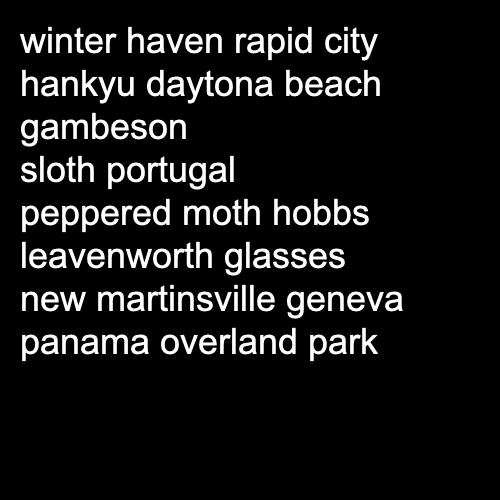 winter haven rapid city
hankyu daytona beach
gambeson
sloth portugal
peppered moth hobbs
leavenworth glasses
new martinsville geneva
panama overland park